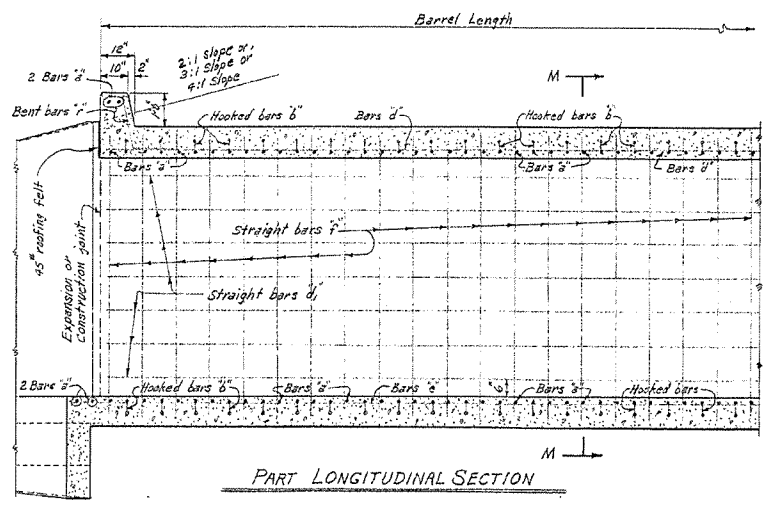 Barrel Length
12"
10"
2"
2:1 slope or,
3:1 slope or
4:1 slope
2 Bars "a"
Bent bars "r"
M
Hooked bars "b"
Bars "d"
Hooked bars "b"
Bars "a"
Bars "a"
Bars "d"
45# roofing felt
Expansion or
Construction joint
Straight bars "f"
Straight bars "d1"
2 Bars "a"
Hooked bars "b"
Bars "a"
Bars "e"
6"
Bars "a"
Hooked bars
M
PART LONGITUDINAL SECTION